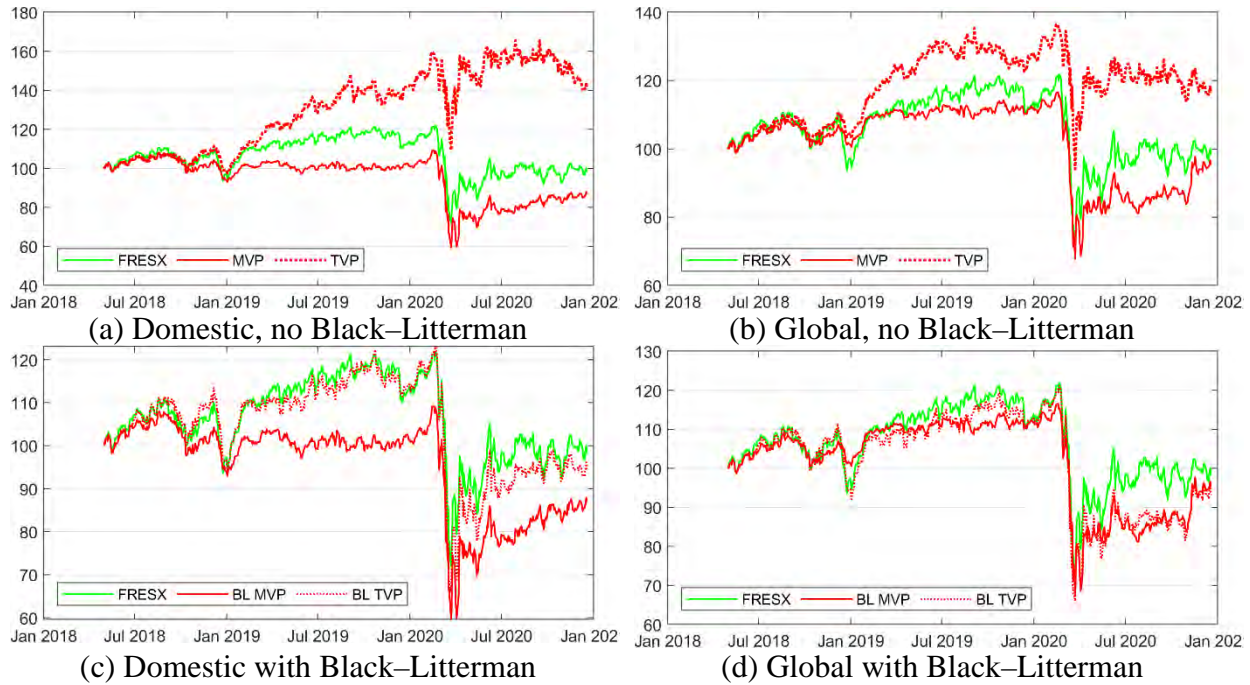 180
160
140
120
100
80
60
40
FRESX MVP TVP
Jan 2018 Jul 2018 Jan 2019 Jul 2019 Jan 2020 Jul 2020 Jan 202
(a) Domestic, no Black–Litterman
140
120
100
80
60
FRESX MVP TVP
Jan 2018 Jul 2018 Jan 2019 Jul 2019 Jan 2020 Jul 2020 Jan 2021
(b) Global, no Black–Litterman
120
110
100
90
80
70
60
FRESX BL MVP BL TVP
Jan 2018 Jul 2018 Jan 2019 Jul 2019 Jan 2020 Jul 2020 Jan 202
(c) Domestic with Black–Litterman
130
120
110
100
90
80
70
60
FRESX BL MVP BL TVP
Jan 2018 Jul 2018 Jan 2019 Jul 2019 Jan 2020 Jul 2020 Jan 2021
(d) Global with Black–Litterman